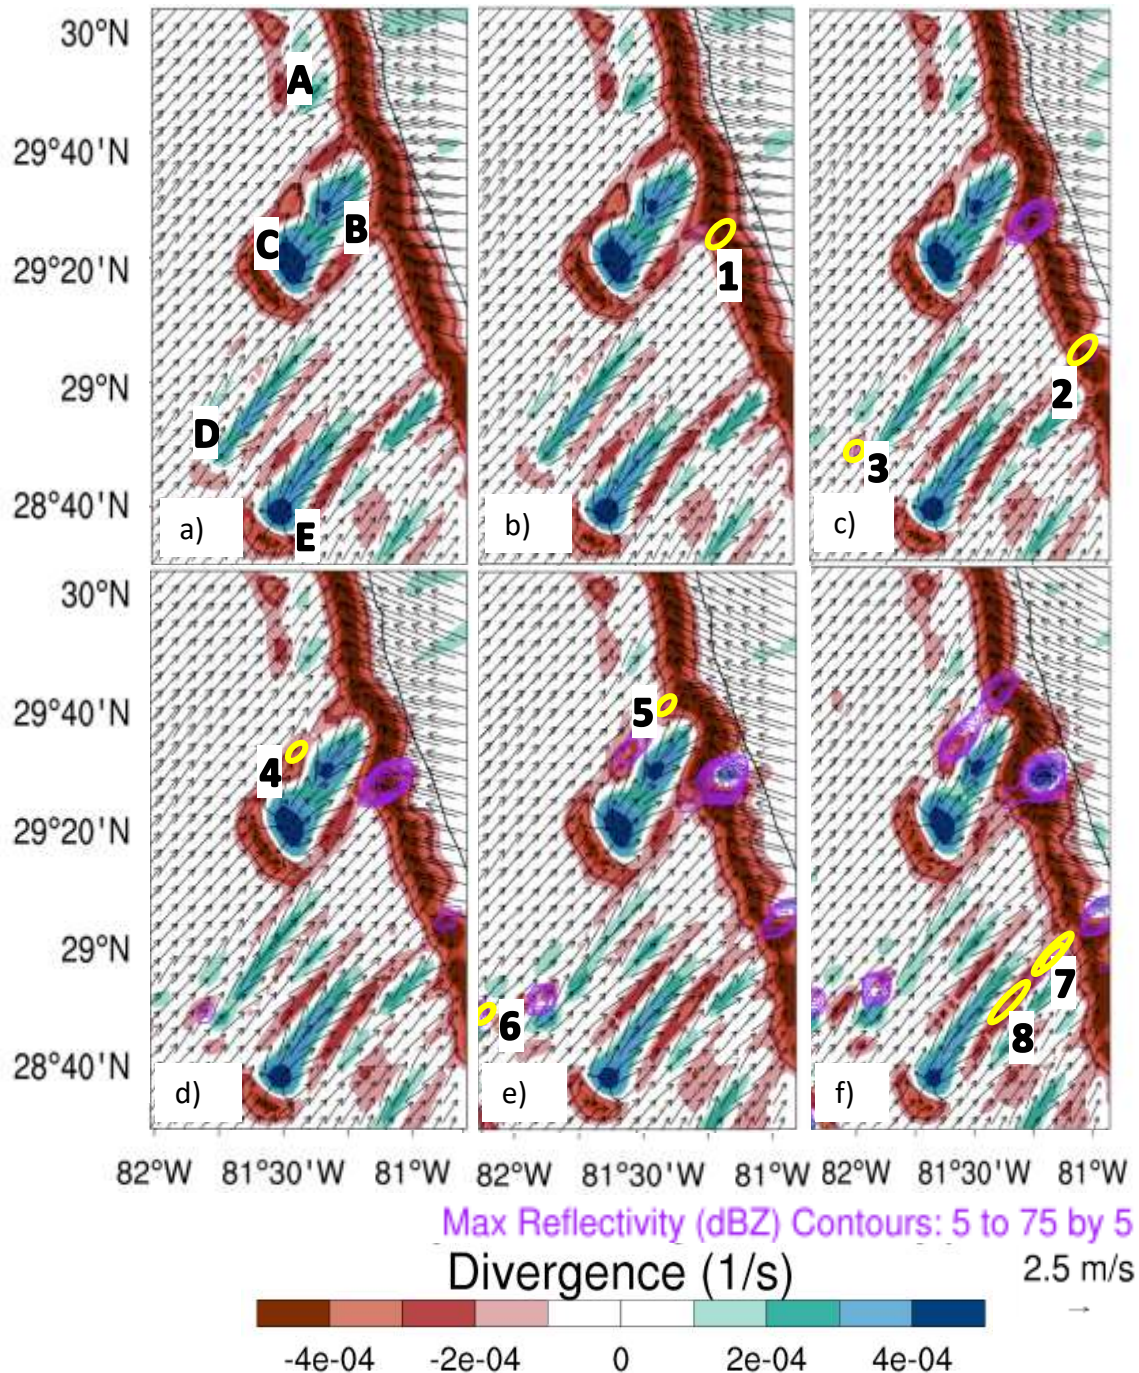 30°N
A
29°40'N
C B
29°20'N
1
29°N
D
2
3
28°40'N
E
a) b) c)
30°N
29°40'N
5
4
29°20'N
29°N
7
6
8
28°40'N
d) e) f)
82°W 81°30'W 81°W 82°W 81°30'W 81°W 82°W 81°30'W 81°W
Max Reflectivity (dBZ) Contours: 5 to 75 by 5
Divergence (1/s)
2.5 m/s
-4e-04 -2e-04 0 2e-04 4e-04